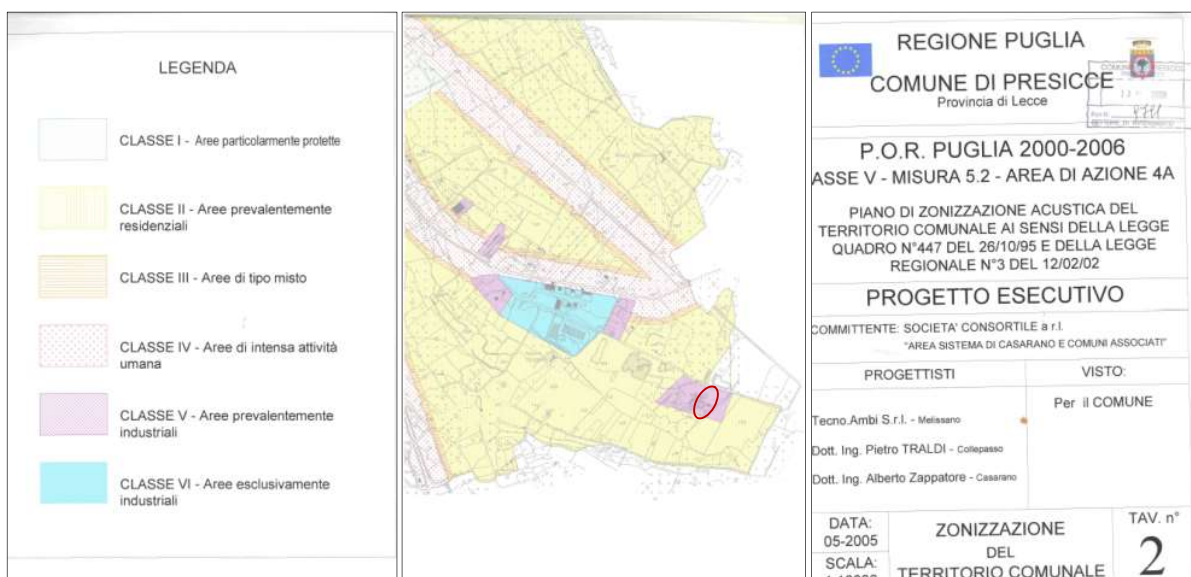 LEGENDA
CLASSE I - Aree particolarmente protette
CLASSE II - Aree prevalentemente
residenziali
CLASSE III - Aree di tipo misto
CLASSE IV - Aree di intensa attività
umana
CLASSE V - Aree prevalentemente
industriali
CLASSE VI - Aree esclusivamente
industriali
REGIONE PUGLIA
COMUNE DI PRESICCE
Provincia di Lecce
P.O.R. PUGLIA 2000-2006
ASSE V - MISURA 5.2 - AREA DI AZIONE 4A
PIANO DI ZONIZZAZIONE ACUSTICA DEL
TERRITORIO COMUNALE AI SENSI DELLA LEGGE
QUADRO N°447 DEL 26/10/95 E DELLA LEGGE
REGIONALE N°3 DEL 12/02/02
PROGETTO ESECUTIVO
COMMITTENTE: SOCIETA' CONSORTILE a r.l.
"AREA SISTEMA DI CASARANO E COMUNI ASSOCIATI"
PROGETTISTI
VISTO:
Per il COMUNE
Tecno.Ambi S.r.l. - Melissano
Dott. Ing. Pietro TRALDI - Collepasso
Dott. Ing. Alberto Zappatore - Casarano
DATA:
05-2005
SCALA:
ZONIZZAZIONE
DEL
TERRITORIO COMUNALE
TAV. n°
2